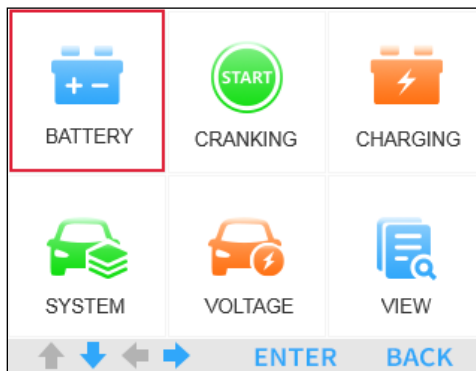 START
BATTERY CRANKING CHARGING
SYSTEM VOLTAGE VIEW
ENTER BACK